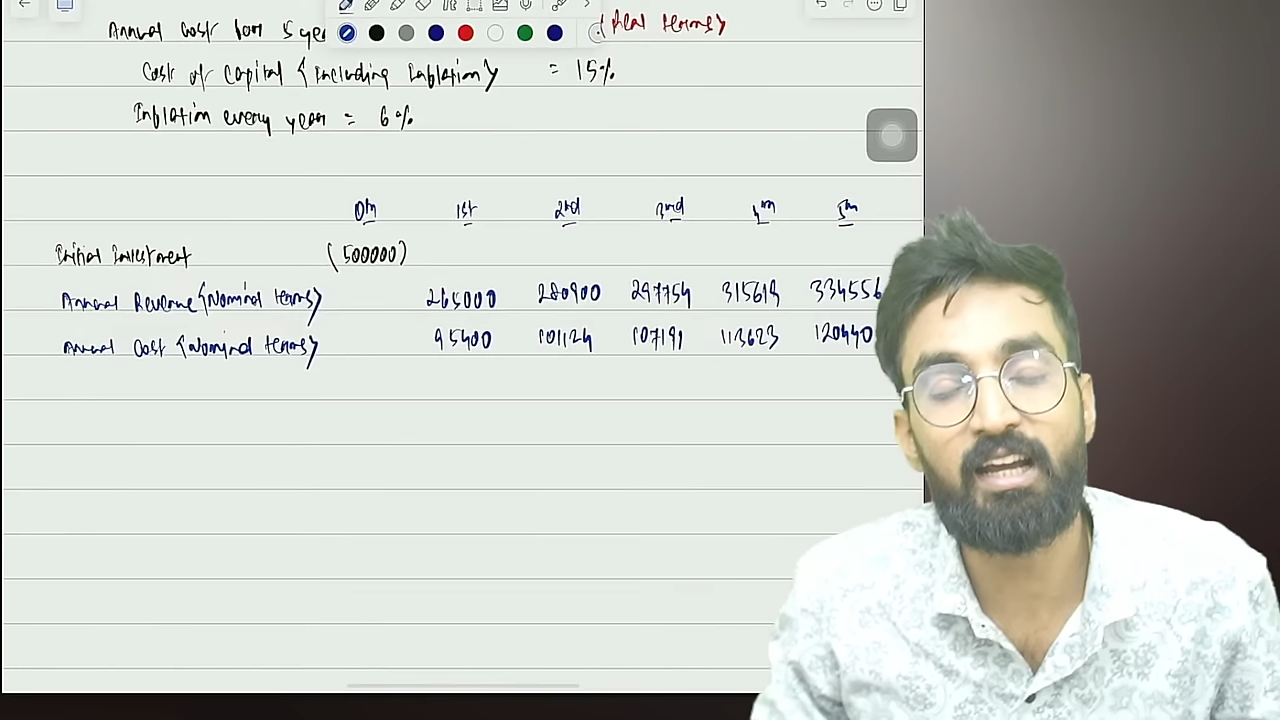 Annual Cost for 5 yea (Real terms)
Cost of Capital {Including Inflation} = 15%
Inflation every year = 6%
0th 1st 2nd 3rd 4th 5th
Initial Investment (500000)
Annual Revenue {Nominal terms} 265000 280900 297754 315619 334556
Annual Cost {Nominal terms} 95400 101124 107191 113623 120440